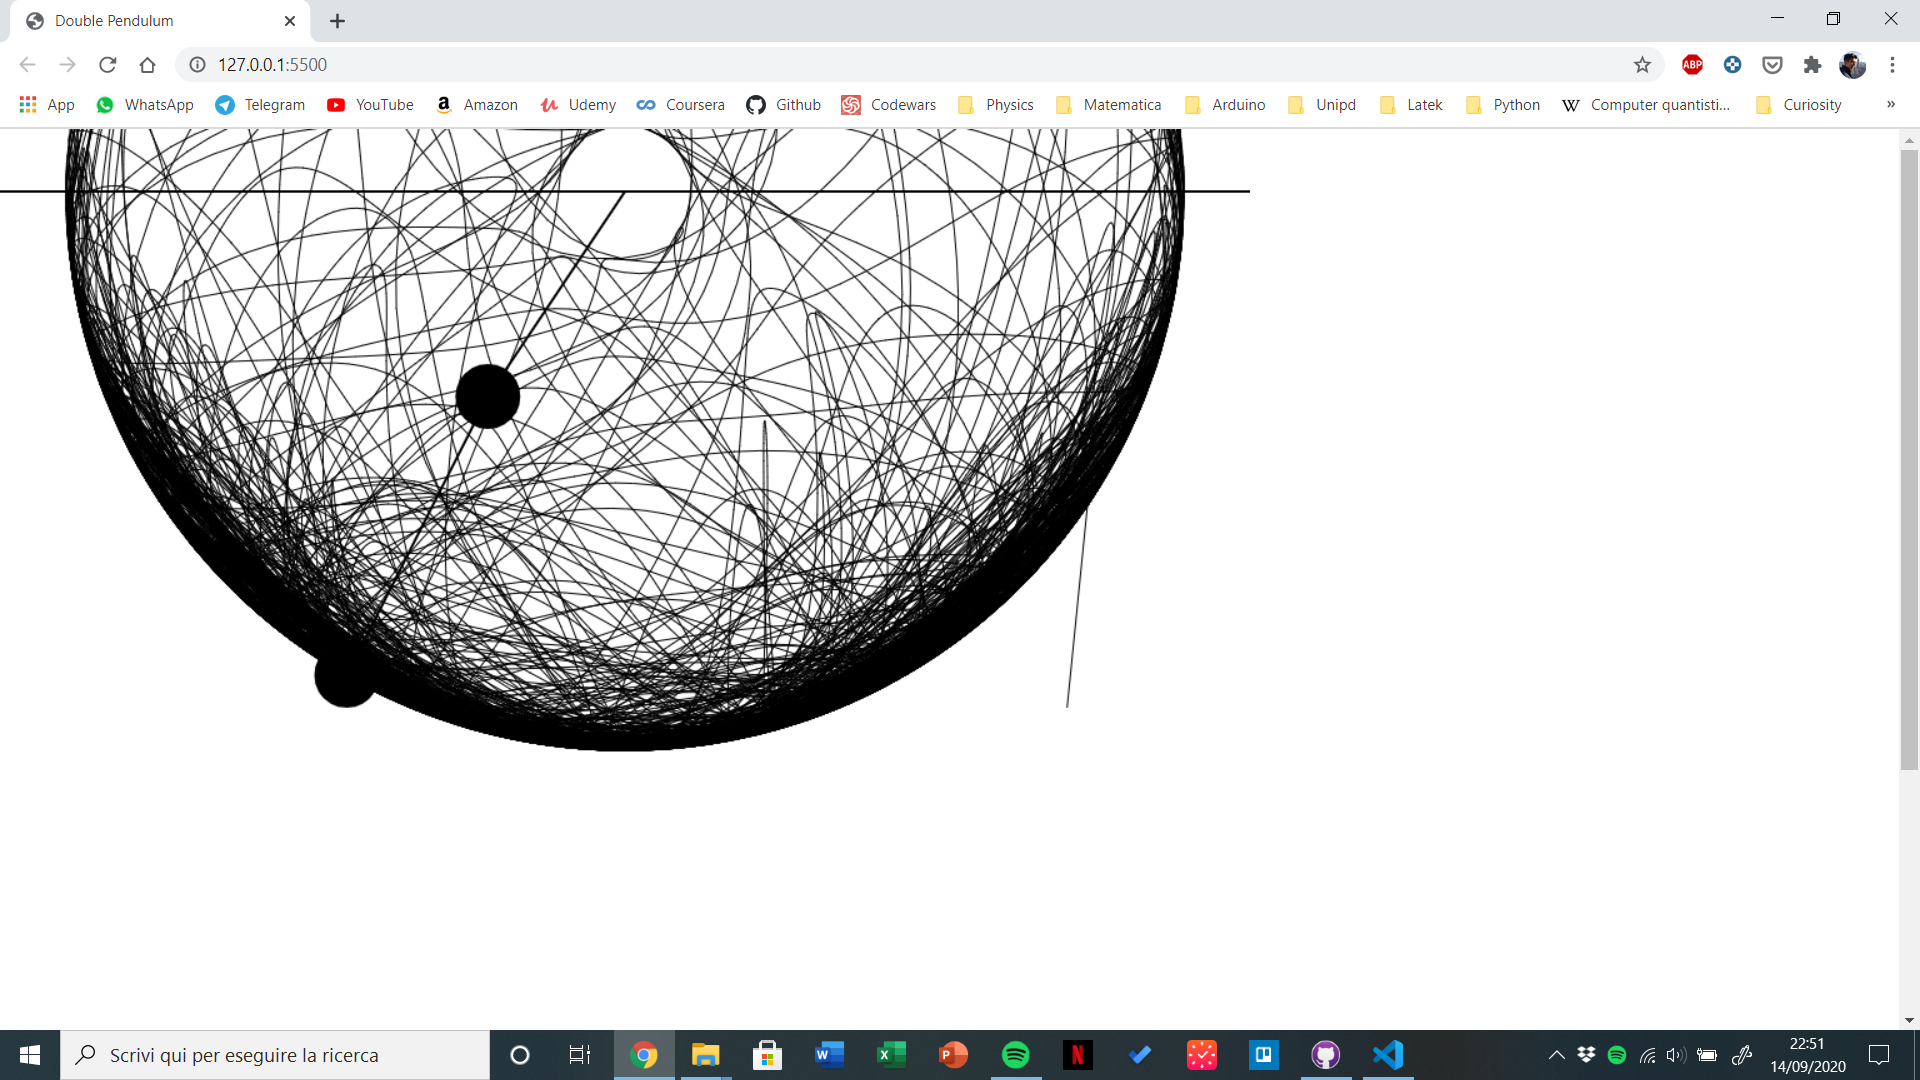 Double Pendulum
127.0.0.1:5500
ABP
App WhatsApp Telegram YouTube Amazon Udemy Coursera Github Codewars Physics Matematica Arduino Unipd Latek Python W Computer quantisti... Curiosity »
Scrivi qui per eseguire la ricerca
22:51
14/09/2020